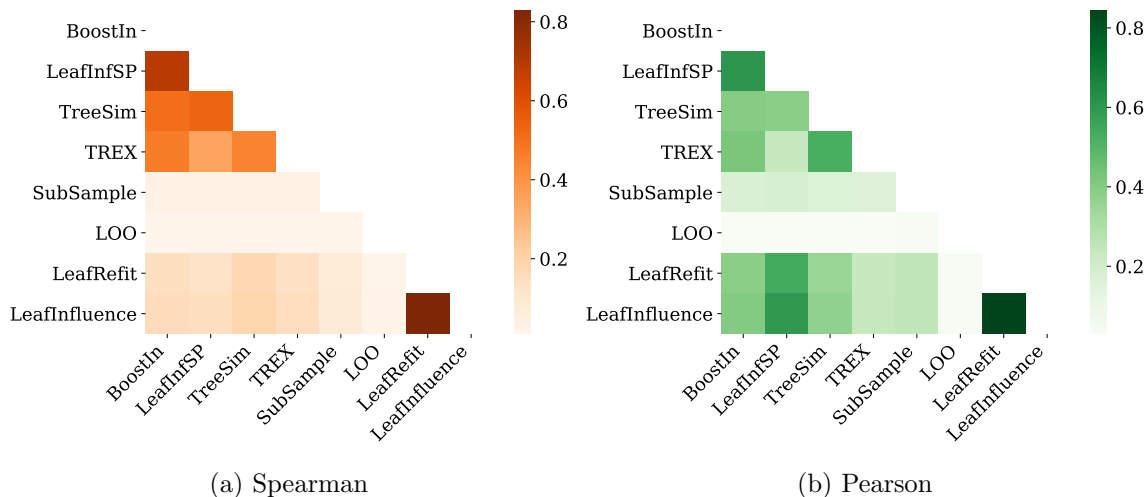 BoostIn
LeafInfSP
TreeSim
TREX
SubSample
LOO
LeafRefit
LeafInfluence
BoostIn
LeafInfSP
TreeSim
TREX
SubSample
LOO
LeafRefit
LeafInfluence
0.8
0.6
0.4
0.2
(a) Spearman
BoostIn
LeafInfSP
TreeSim
TREX
SubSample
LOO
LeafRefit
LeafInfluence
BoostIn
LeafInfSP
TreeSim
TREX
SubSample
LOO
LeafRefit
LeafInfluence
0.8
0.6
0.4
0.2
(b) Pearson